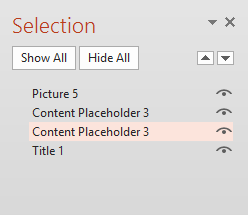 Selection
Show All Hide All
Picture 5
Content Placeholder 3
Content Placeholder 3
Title 1